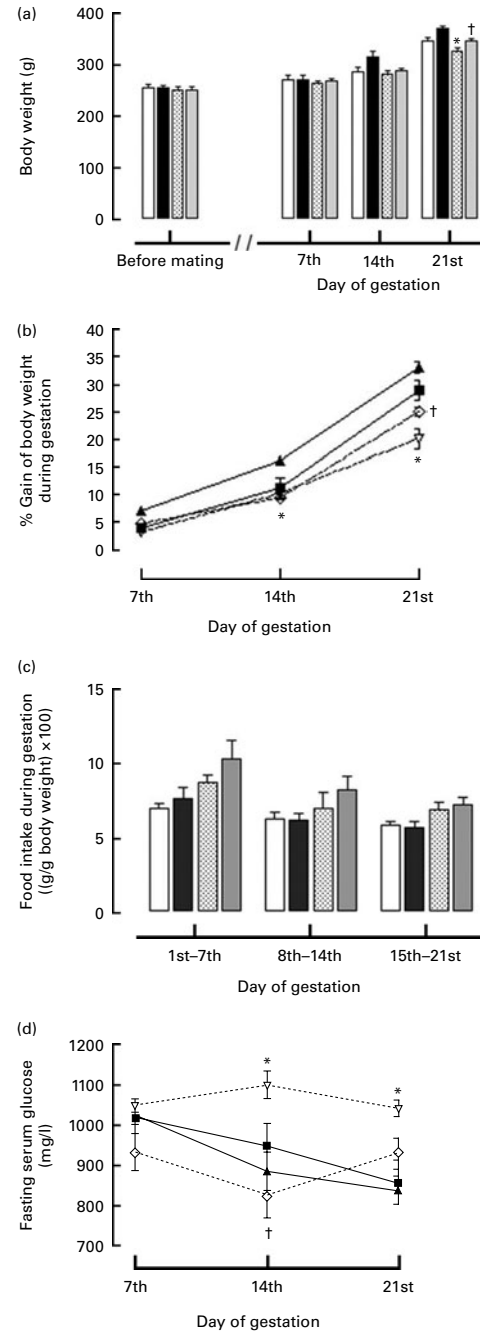 (a)
Body weight (g)
400
300
200
100
0
*
†
Before mating
//
7th
14th
21st
Day of gestation
(b)
% Gain of body weight
during gestation
40
35
30
25
20
15
10
5
0
*
†
*
7th
14th
21st
Day of gestation
(c)
Food intake during gestation
((g/g body weight) ×100)
15
10
5
0
1st–7th
8th–14th
15th–21st
Day of gestation
(d)
Fasting serum glucose
(mg/l)
1200
1100
1000
900
800
700
*
*
†
7th
14th
21st
Day of gestation